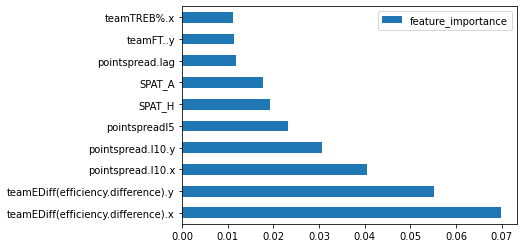 teamTREB%.x
feature_importance
teamFT..y
pointspread.lag
SPAT_A
SPAT_H
pointspreadl5
pointspread.l10.y
pointspread.l10.x
teamEDiff(efficiency.difference).y
teamEDiff(efficiency.difference).x
0.00 0.01 0.02 0.03 0.04 0.05 0.06 0.07